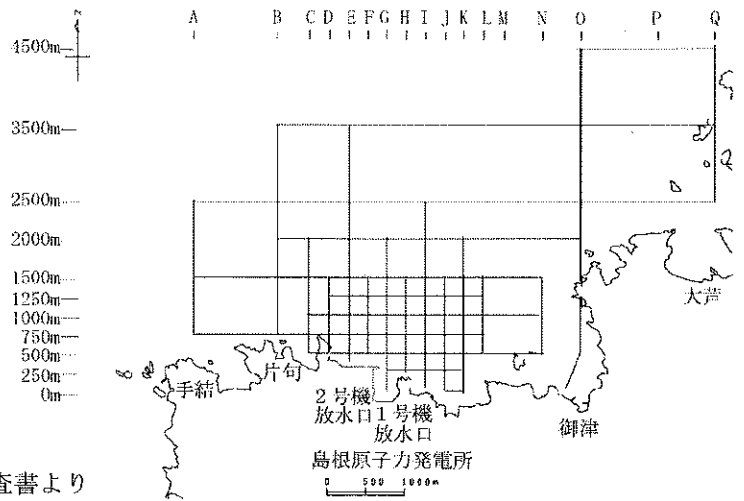 A B C D E F G H I J K L M N O P Q
N
4500m
3500m
2500m
2000m
1500m
1250m
1000m
750m
500m
250m
0m
大芦
片句
手結
2号機
放水口
1号機
放水口
御津
島根原子力発電所
0 500 1000m
査書より